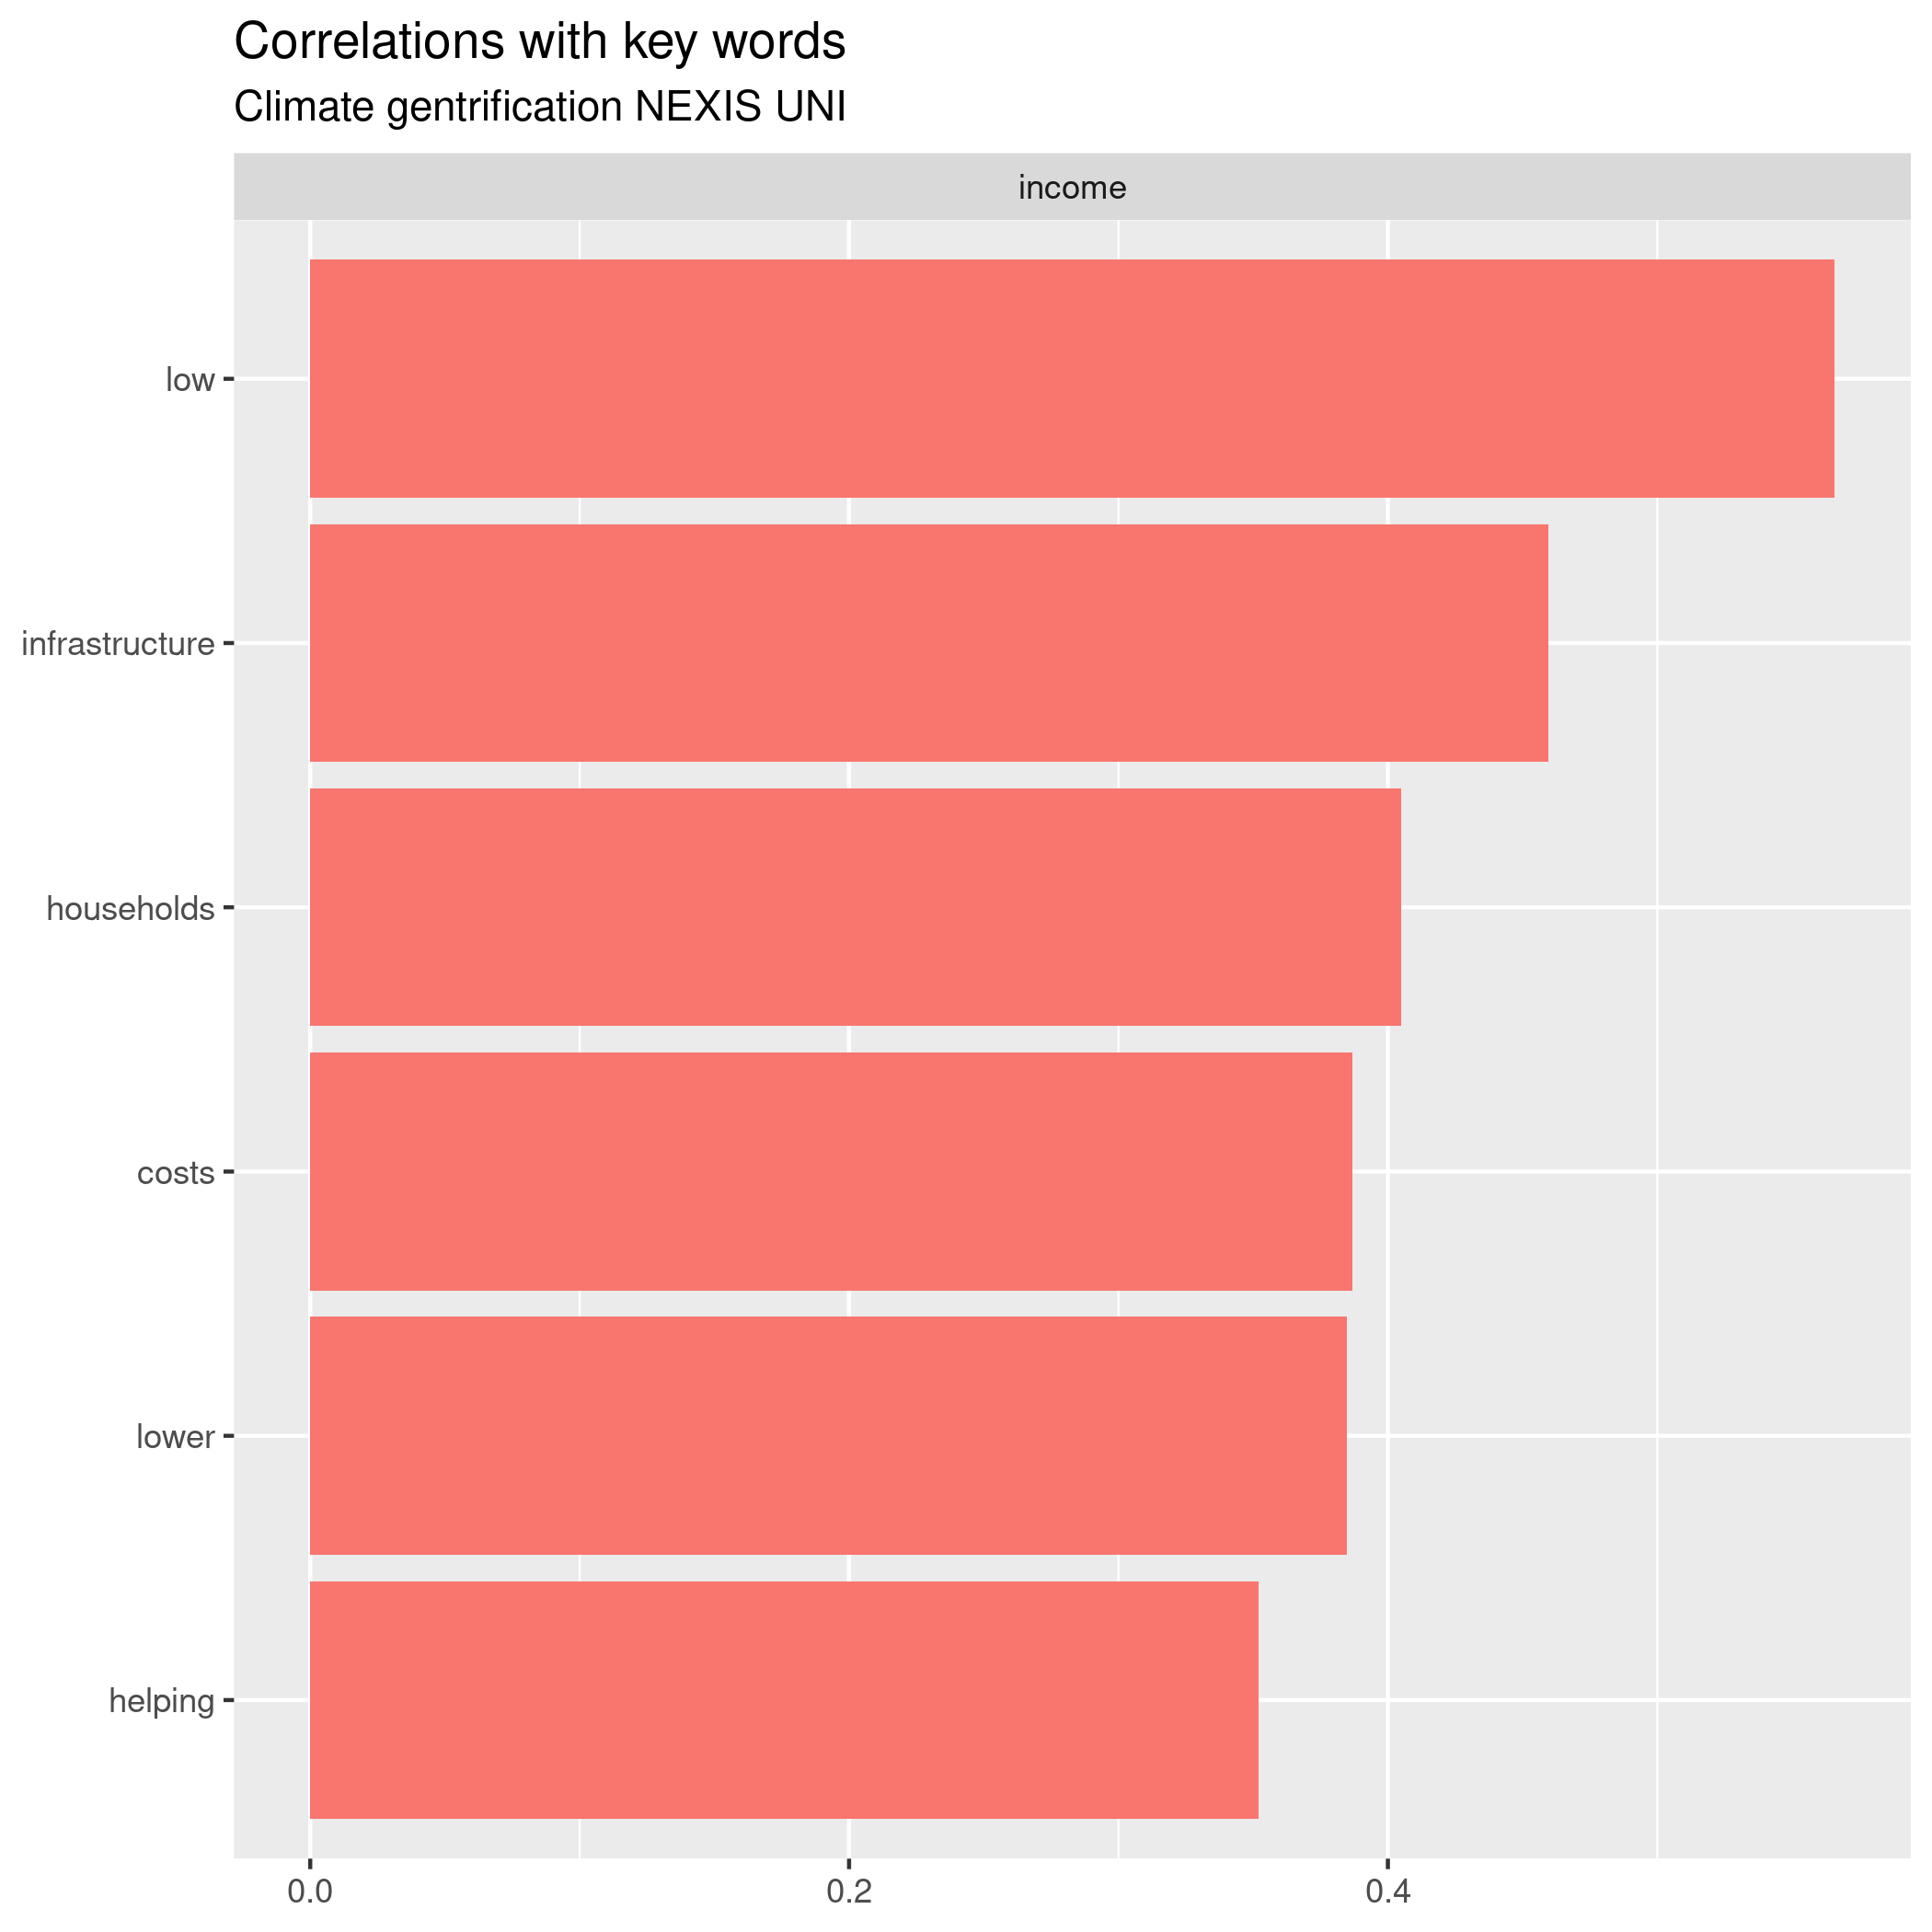 Correlations with key words
Climate gentrification NEXIS UNI
income
low
infrastructure
households
costs
lower
helping
0.0 0.2 0.4